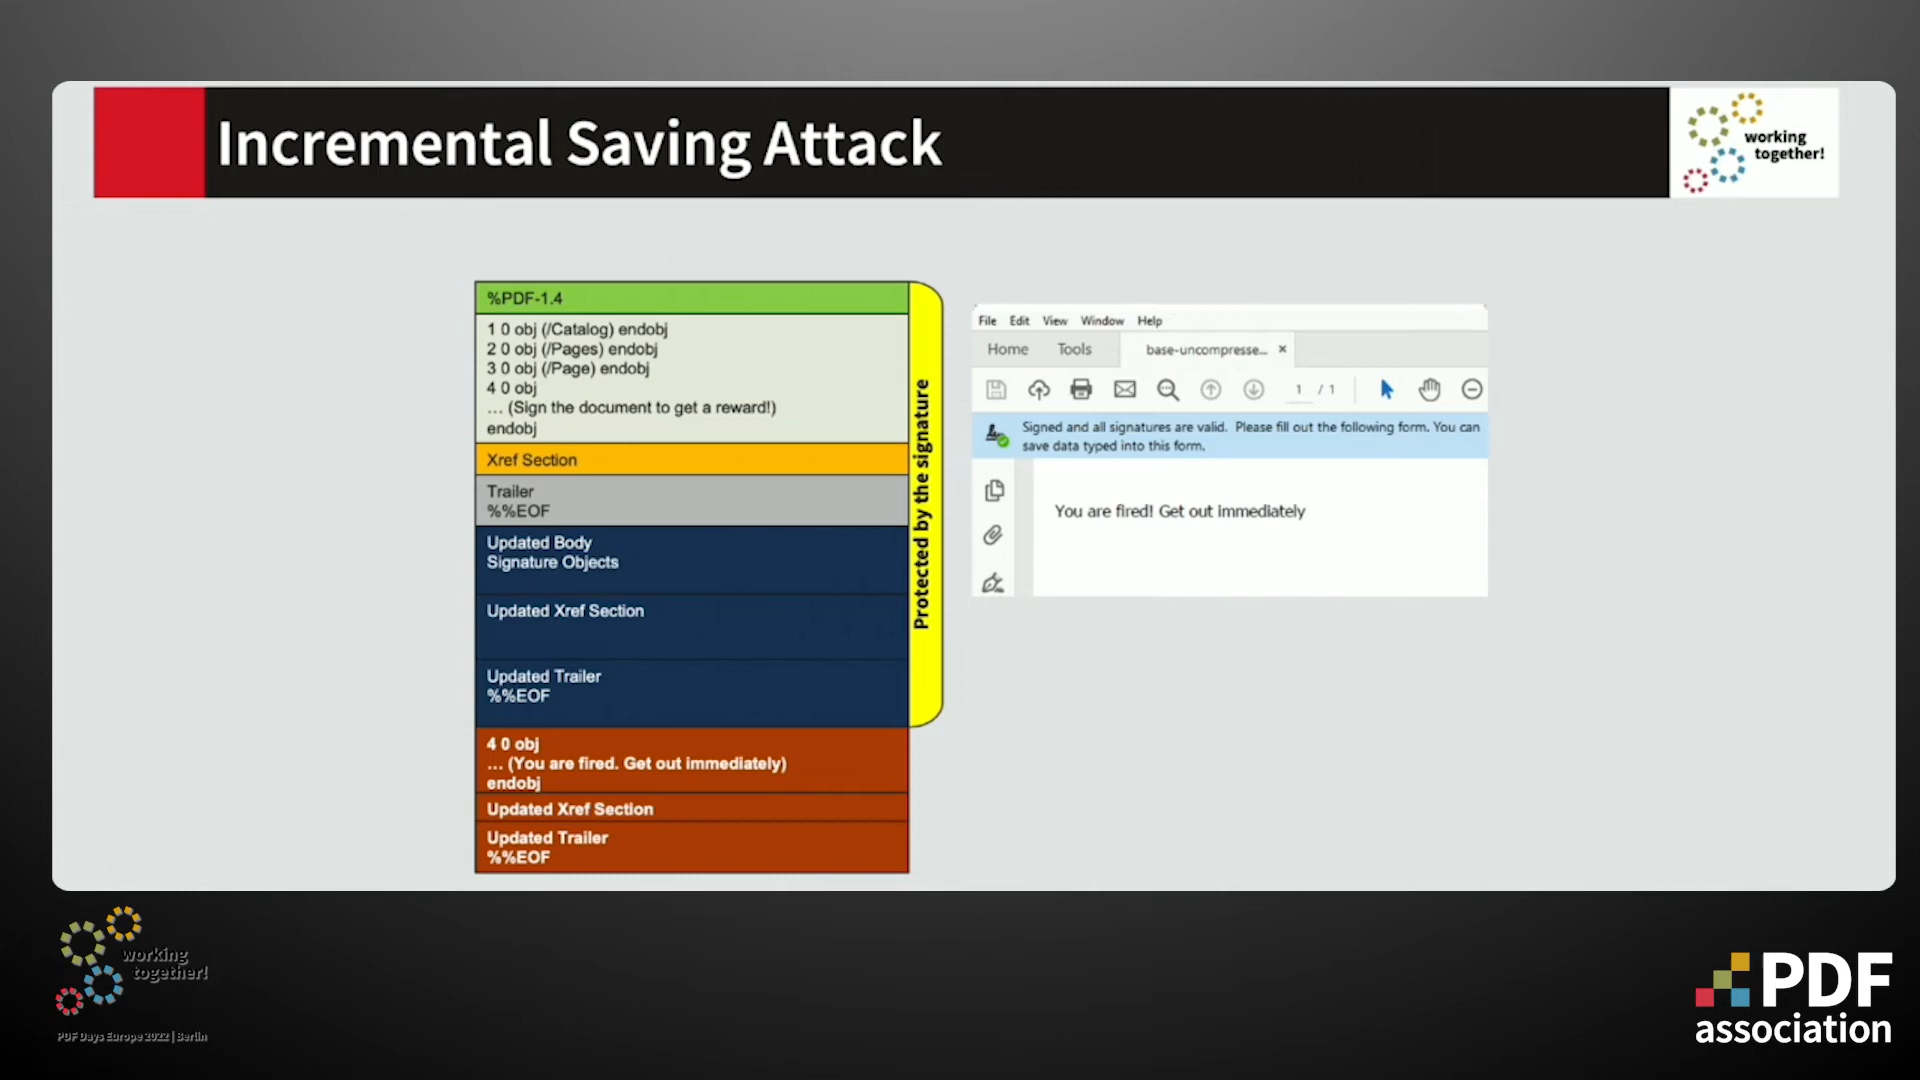 Incremental Saving Attack
working
together!
%PDF-1.4
1 0 obj (/Catalog) endobj
2 0 obj (/Pages) endobj
3 0 obj (/Page) endobj
4 0 obj
... (Sign the document to get a reward!)
endobj
Xref Section
Trailer
%%EOF
Updated Body
Signature Objects
Updated Xref Section
Updated Trailer
%%EOF
4 0 obj
... (You are fired. Get out immediately)
endobj
Updated Xref Section
Updated Trailer
%%EOF
Protected by the signature
File Edit View Window Help
Home Tools base-uncompresse... ×
1 / 1
Signed and all signatures are valid. Please fill out the following form. You can
save data typed into this form.
You are fired! Get out immediately
working
together!
PDF Days Europe 2022 | Berlin
PDF
association